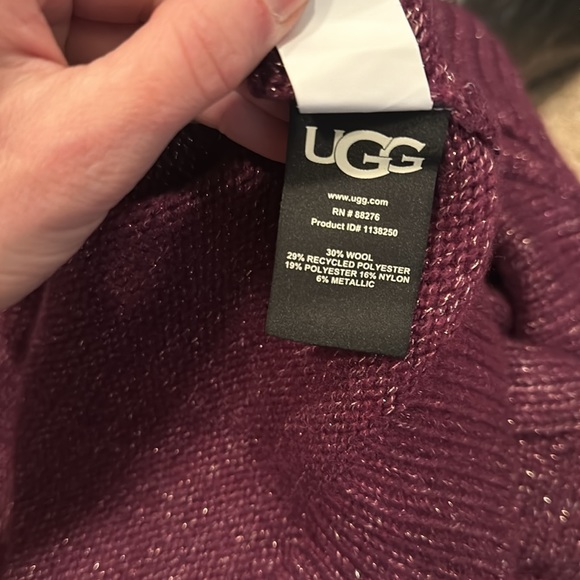 UGG
www.ugg.com
RN # 88276
Product ID# 1138250
30% WOOL
29% RECYCLED POLYESTER
19% POLYESTER 16% NYLON
6% METALLIC